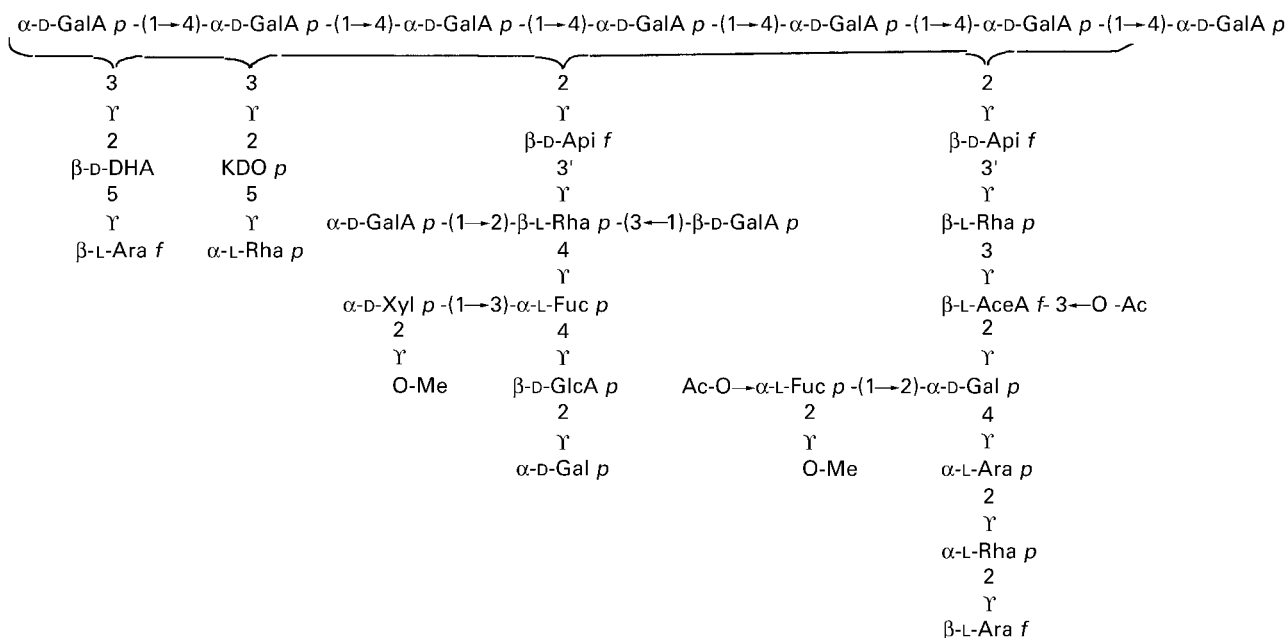 α-D-GalA p -(1→4)-α-D-GalA p -(1→4)-α-D-GalA p -(1→4)-α-D-GalA p -(1→4)-α-D-GalA p -(1→4)-α-D-GalA p -(1→4)-α-D-GalA p
3 3 2 2
ϒ ϒ ϒ ϒ
2 2 β-D-Api f β-D-Api f
β-D-DHA KDO p 3' 3'
5 5 ϒ ϒ
ϒ ϒ α-D-GalA p -(1→2)-β-L-Rha p -(3←1)-β-D-GalA p β-L-Rha p
β-L-Ara f α-L-Rha p 4 3
ϒ ϒ
α-D-Xyl p -(1→3)-α-L-Fuc p β-L-AceA f- 3←O -Ac
2 4 2
ϒ ϒ ϒ
O-Me β-D-GlcA p Ac-O→α-L-Fuc p -(1→2)-α-D-Gal p
2 2 4
ϒ ϒ ϒ
α-D-Gal p O-Me α-L-Ara p
2
ϒ
α-L-Rha p
2
ϒ
β-L-Ara f